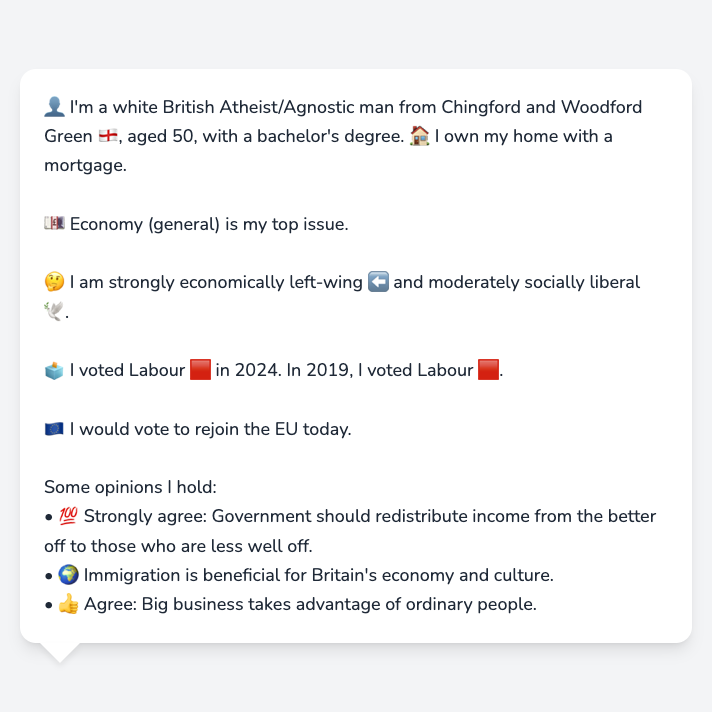 👤 I'm a white British Atheist/Agnostic man from Chingford and Woodford
Green 🏴󠁧󠁢󠁥󠁮󠁧󠁿, aged 50, with a bachelor's degree. 🏠 I own my home with a
mortgage.
💷 Economy (general) is my top issue.
🤔 I am strongly economically left-wing ⬅️ and moderately socially liberal
🕊️.
🗳️ I voted Labour 🟥 in 2024. In 2019, I voted Labour 🟥.
🇪🇺 I would vote to rejoin the EU today.
Some opinions I hold:
• 💯 Strongly agree: Government should redistribute income from the better
off to those who are less well off.
• 🌍 Immigration is beneficial for Britain's economy and culture.
• 👍 Agree: Big business takes advantage of ordinary people.